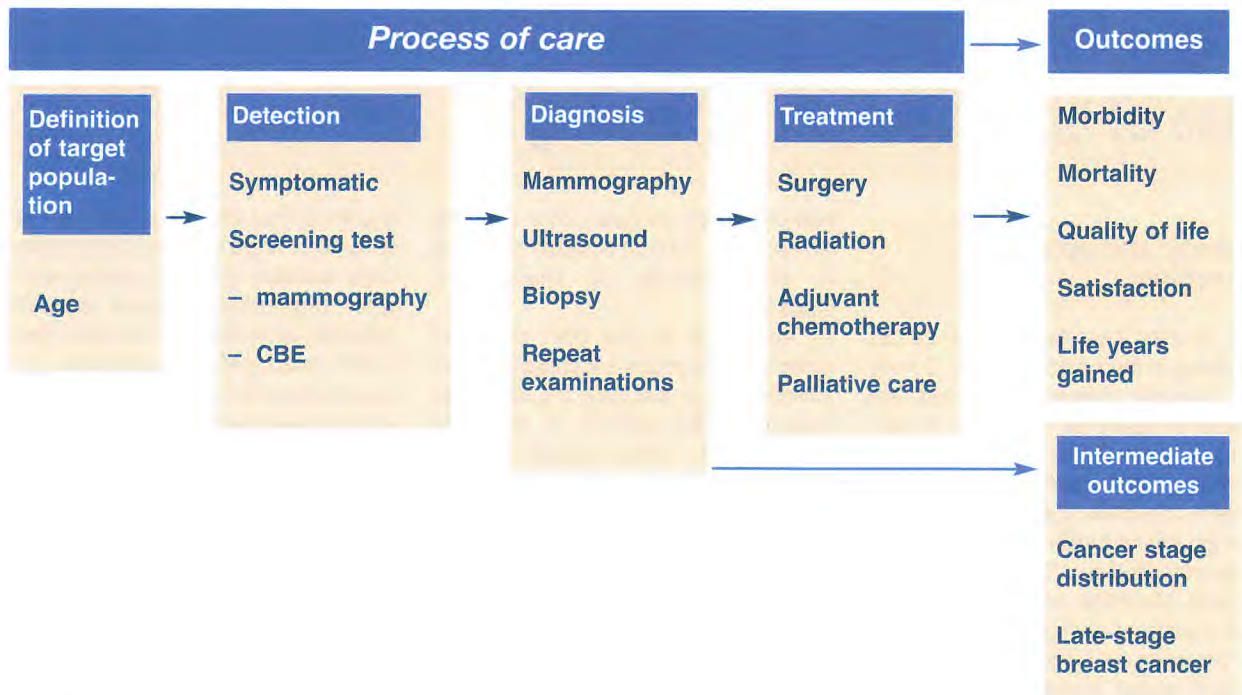 Process of care
Outcomes
Definition
of target
popula-
tion
Age
Detection
Symptomatic
Screening test
– mammography
– CBE
Diagnosis
Mammography
Ultrasound
Biopsy
Repeat
examinations
Treatment
Surgery
Radiation
Adjuvant
chemotherapy
Palliative care
Morbidity
Mortality
Quality of life
Satisfaction
Life years
gained
Intermediate
outcomes
Cancer stage
distribution
Late-stage
breast cancer